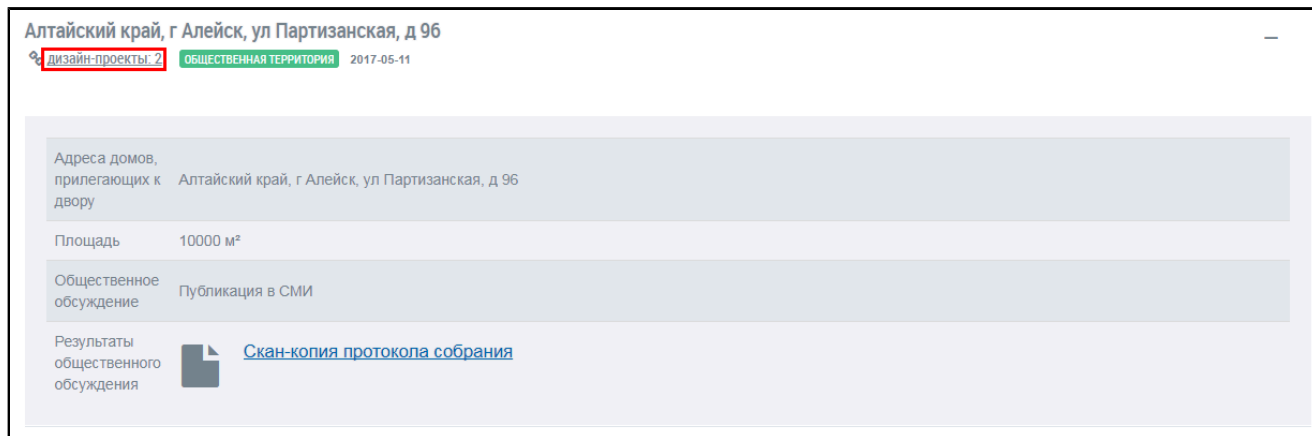 Алтайский край, г Алейск, ул Партизанская, д 96
дизайн-проекты: 2 ОБЩЕСТВЕННАЯ ТЕРРИТОРИЯ 2017-05-11
Адреса домов,
прилегающих к Алтайский край, г Алейск, ул Партизанская, д 96
двору
Площадь 10000 м²
Общественное
обсуждение Публикация в СМИ
Результаты
общественного Скан-копия протокола собрания
обсуждения